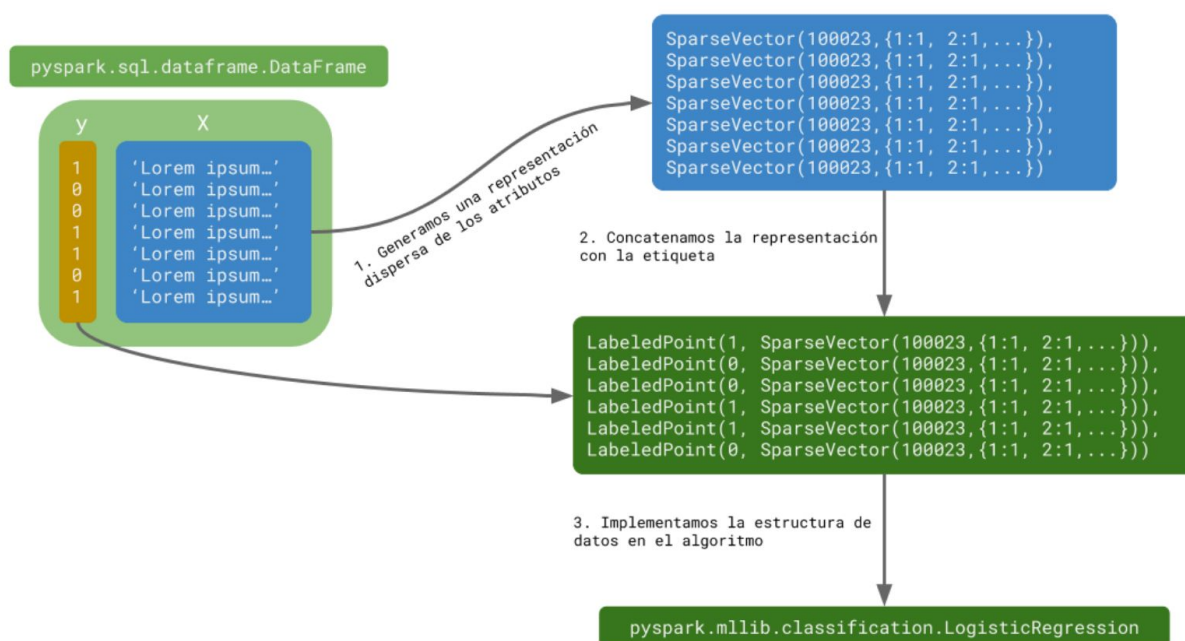 pyspark.sql.dataframe.DataFrame
y
X
1
0
0
1
1
0
1
‘Lorem ipsum…’
‘Lorem ipsum…’
‘Lorem ipsum…’
‘Lorem ipsum…’
‘Lorem ipsum…’
‘Lorem ipsum…’
‘Lorem ipsum…’
1. Generamos una representación
dispersa de los atributos
SparseVector(100023,{1:1, 2:1,...}),
SparseVector(100023,{1:1, 2:1,...}),
SparseVector(100023,{1:1, 2:1,...}),
SparseVector(100023,{1:1, 2:1,...}),
SparseVector(100023,{1:1, 2:1,...}),
SparseVector(100023,{1:1, 2:1,...}),
SparseVector(100023,{1:1, 2:1,...})
2. Concatenamos la representación
con la etiqueta
LabeledPoint(1, SparseVector(100023,{1:1, 2:1,...})),
LabeledPoint(0, SparseVector(100023,{1:1, 2:1,...})),
LabeledPoint(0, SparseVector(100023,{1:1, 2:1,...})),
LabeledPoint(1, SparseVector(100023,{1:1, 2:1,...})),
LabeledPoint(1, SparseVector(100023,{1:1, 2:1,...})),
LabeledPoint(0, SparseVector(100023,{1:1, 2:1,...}))
3. Implementamos la estructura de
datos en el algoritmo
pyspark.mllib.classification.LogisticRegression